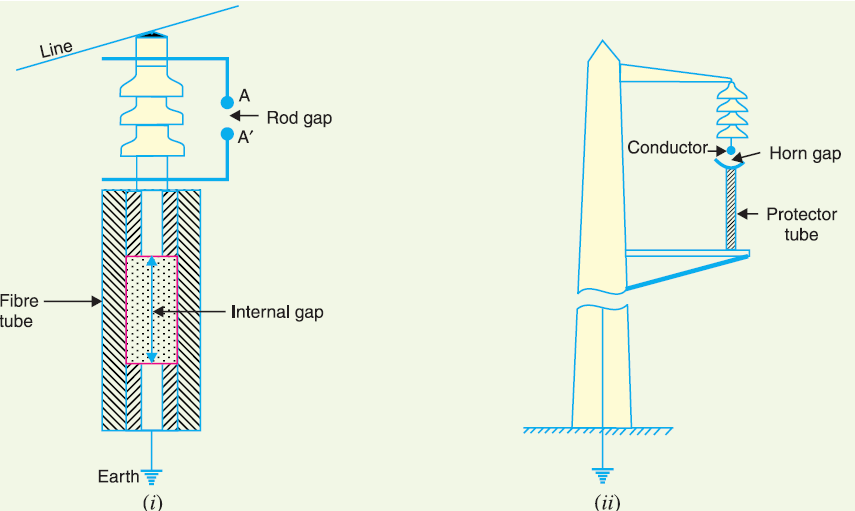 Line
A
Rod gap
A′
Fibre
tube
Internal gap
Earth
(i)
Conductor
Horn gap
Protector
tube
(ii)